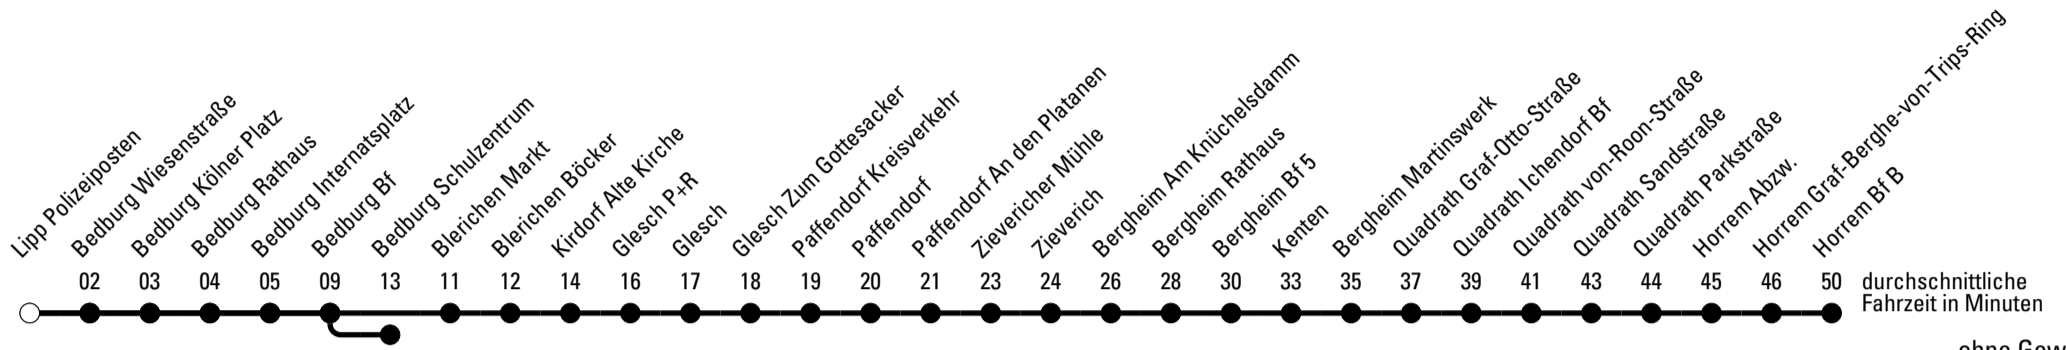 Lipp Polizeiposten
Bedburg Wiesenstraße
Bedburg Kölner Platz
Bedburg Rathaus
Bedburg Internatsplatz
Bedburg Bf
Bedburg Schulzentrum
Blerichen Markt
Blerichen Böcker
Kirdorf Alte Kirche
Glesch P+R
Glesch
Glesch Zum Gottesacker
Paffendorf Kreisverkehr
Paffendorf
Paffendorf An den Platanen
Zievericher Mühle
Zieverich
Bergheim Am Knüchelsdamm
Bergheim Rathaus
Bergheim Bf 5
Kenten
Bergheim Martinswerk
Quadrath Graf-Otto-Straße
Quadrath Ichendorf Bf
Quadrath von-Roon-Straße
Quadrath Sandstraße
Quadrath Parkstraße
Horrem Abzw.
Horrem Graf-Berghe-von-Trips-Ring
Horrem Bf B
02 03 04 05 09 13 11 12 14 16 17 18 19 20 21 23 24 26 28 30 33 35 37 39 41 43 44 45 46 50
durchschnittliche
Fahrzeit in Minuten
ohne